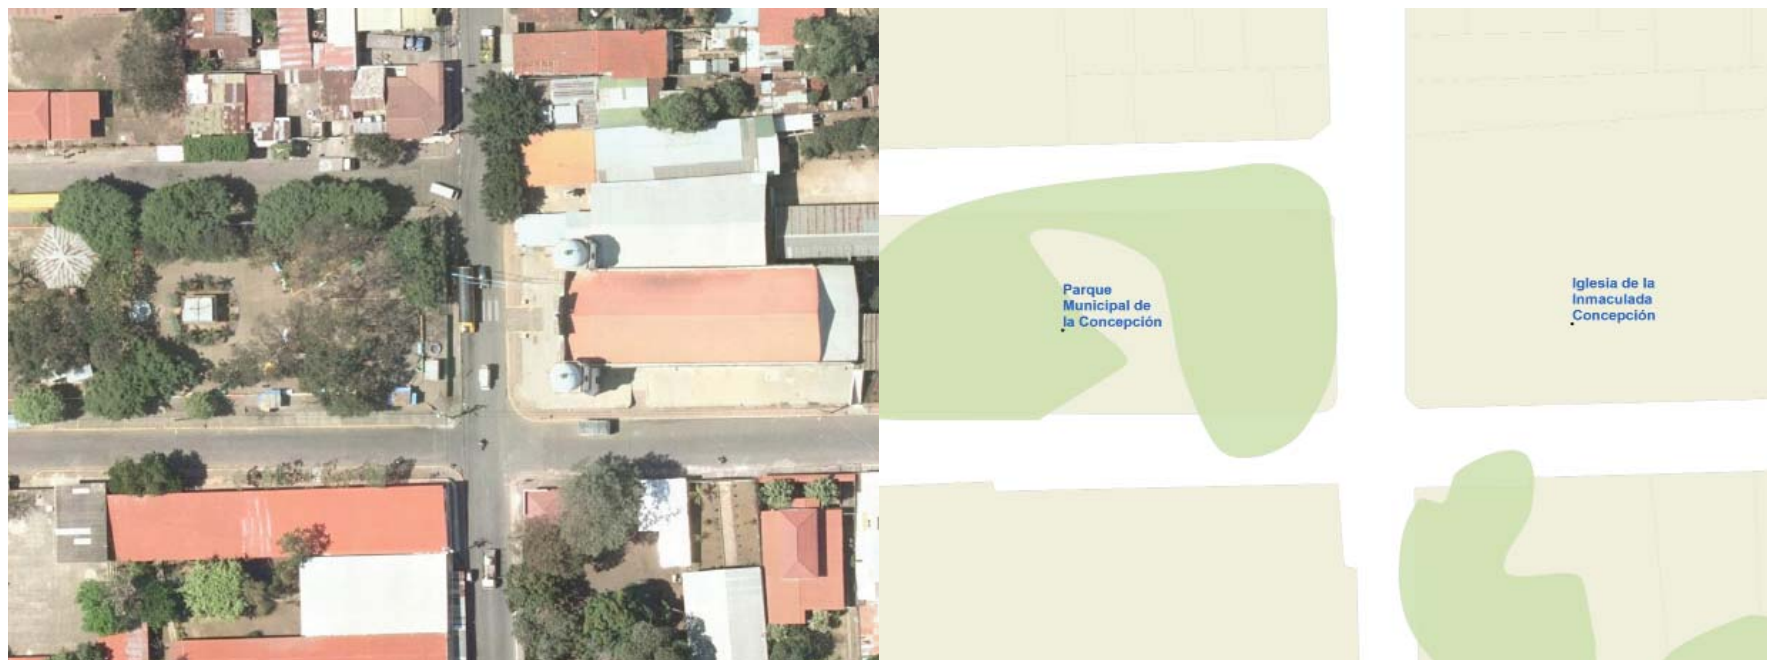 Parque
Municipal de
la Concepción
Iglesia de la
Inmaculada
Concepción